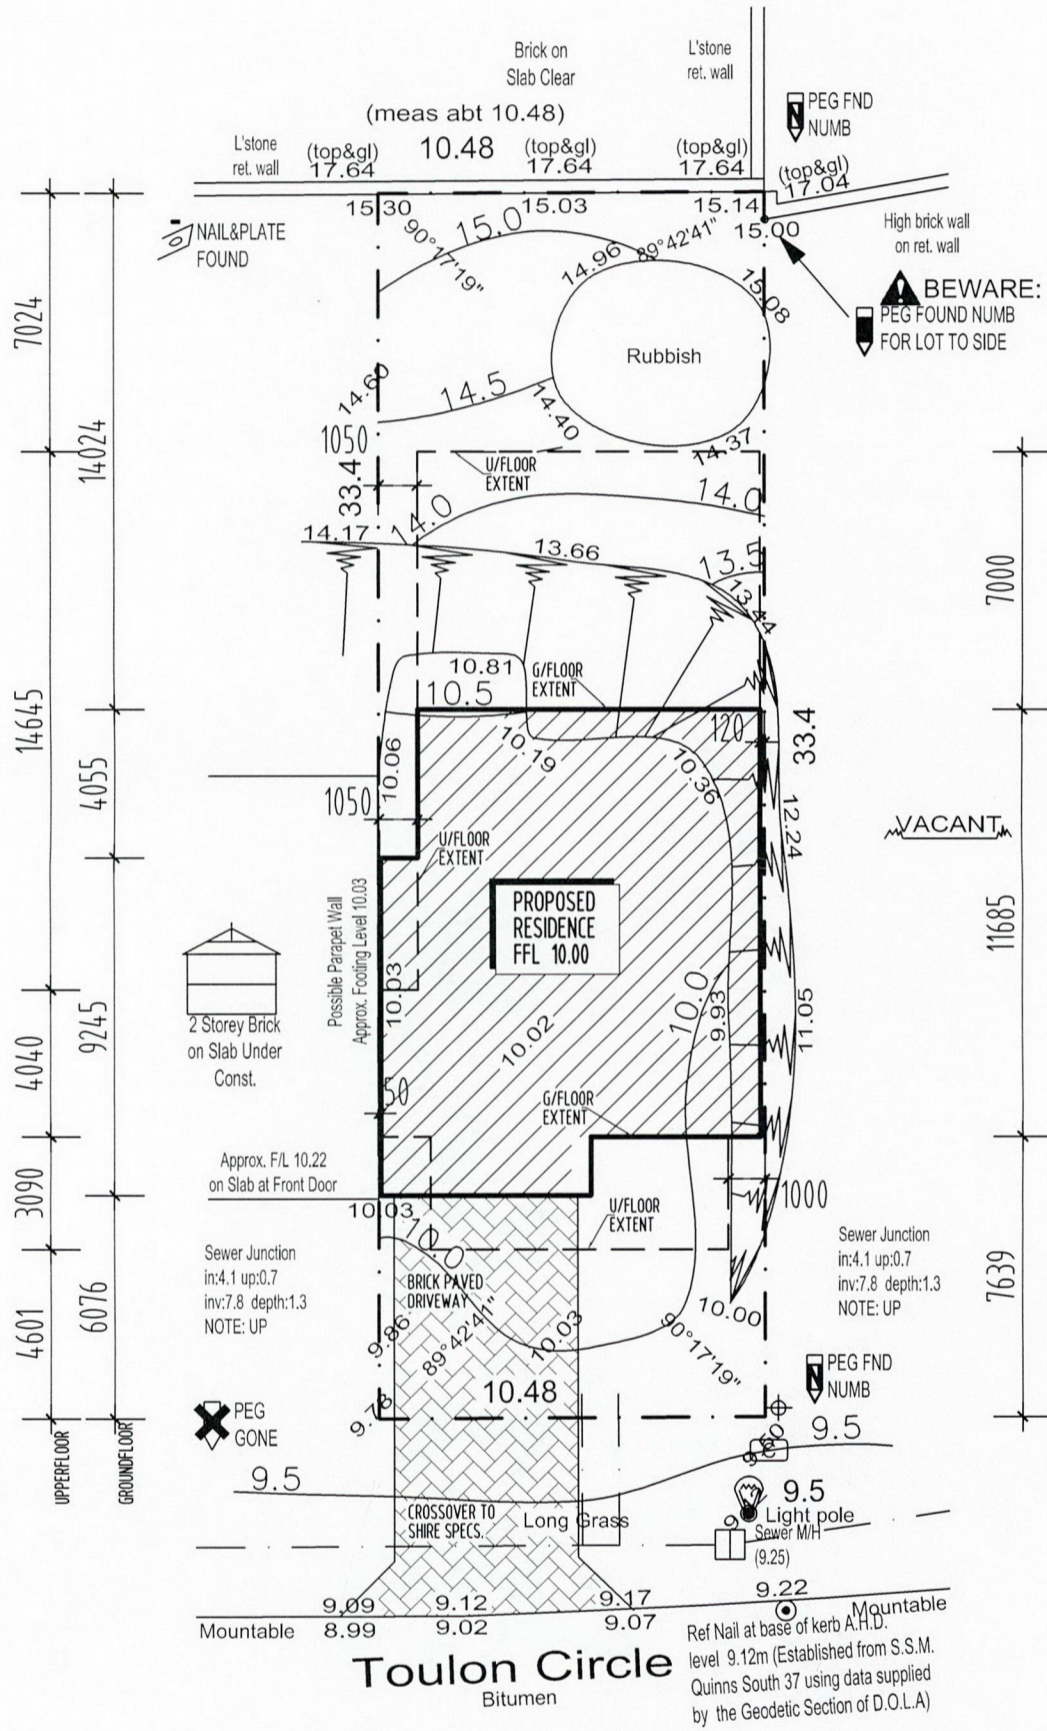 Brick on
Slab Clear
L'stone
ret. wall
PEG FND
NUMB
(meas abt 10.48)
L'stone
ret. wall
(top&gl)
17.64
10.48
(top&gl)
17.64
(top&gl)
17.64
(top&gl)
17.04
15.30
15.03
15.14
15.00
NAIL&PLATE
FOUND
90°17'19"
15.0
14.96
89°42'41"
15.08
High brick wall
on ret. wall
BEWARE:
PEG FOUND NUMB
FOR LOT TO SIDE
Rubbish
7024
14.60
14.5
14.40
14.37
1050
14024
33.4
U/FLOOR
EXTENT
14.0
14.0
14.17
13.66
13.5
13.44
7000
10.81
10.5
G/FLOOR
EXTENT
14645
4055
10.06
10.19
10.36
120
33.4
12.24
1050
U/FLOOR
EXTENT
VACANT
Possible Parapet Wall
Approx. Footing Level 10.03
PROPOSED
RESIDENCE
FFL 10.00
11685
10.03
10.0
9.93
11.05
10.02
2 Storey Brick
on Slab Under
Const.
9245
4040
50
G/FLOOR
EXTENT
Approx. F/L 10.22
on Slab at Front Door
3090
10.03
10.0
U/FLOOR
EXTENT
1000
Sewer Junction
in:4.1 up:0.7
inv:7.8 depth:1.3
NOTE: UP
Sewer Junction
in:4.1 up:0.7
inv:7.8 depth:1.3
NOTE: UP
4601
6076
7639
BRICK PAVED
DRIVEWAY
9.86
89°42'41"
10.03
10.00
90°17'19"
10.48
9.78
PEG
GONE
PEG FND
NUMB
UPPERFLOOR
GROUNDFLOOR
9.50
9.5
9.5
9.5
Light pole
CROSSOVER TO
SHIRE SPECS.
Long Grass
Sewer M/H
(9.25)
9.09
9.12
9.17
9.22
Mountable
8.99
9.02
9.07
Mountable
Toulon Circle
Bitumen
Ref Nail at base of kerb A.H.D.
level 9.12m (Established from S.S.M.
Quinns South 37 using data supplied
by the Geodetic Section of D.O.L.A)